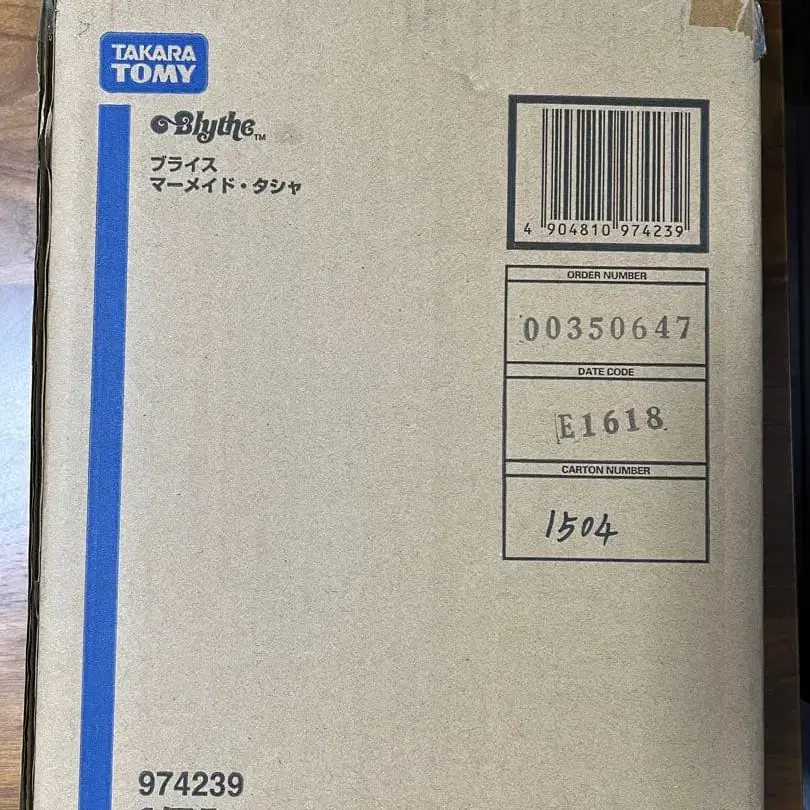 TAKARA
TOMY
Blythe™
ブライス
マーメイド・タシャ
4 904810 974239
ORDER NUMBER
00350647
DATE CODE
E1618
CARTON NUMBER
1504
974239